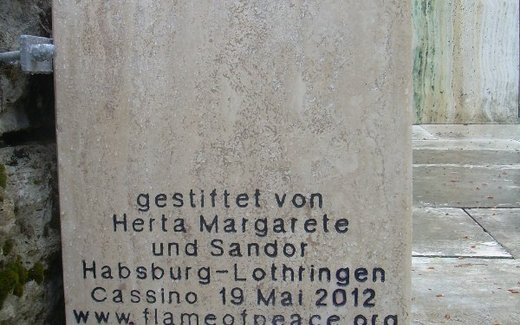 gestiftet von
Herta Margarete
und Sandor
Habsburg-Lothringen
Cassino 19 Mai 2012
www.flameofpeace.org